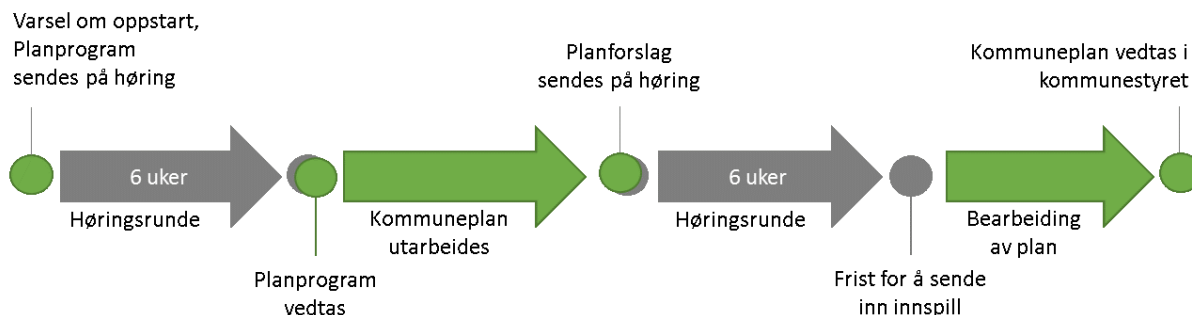 Varsel om oppstart,
Planprogram
sendes på høring
6 uker
Høringsrunde
Planprogram
vedtas
Kommuneplan
utarbeides
Planforslag
sendes på høring
6 uker
Høringsrunde
Frist for å sende
inn innspill
Bearbeiding
av plan
Kommuneplan vedtas i
kommunestyret